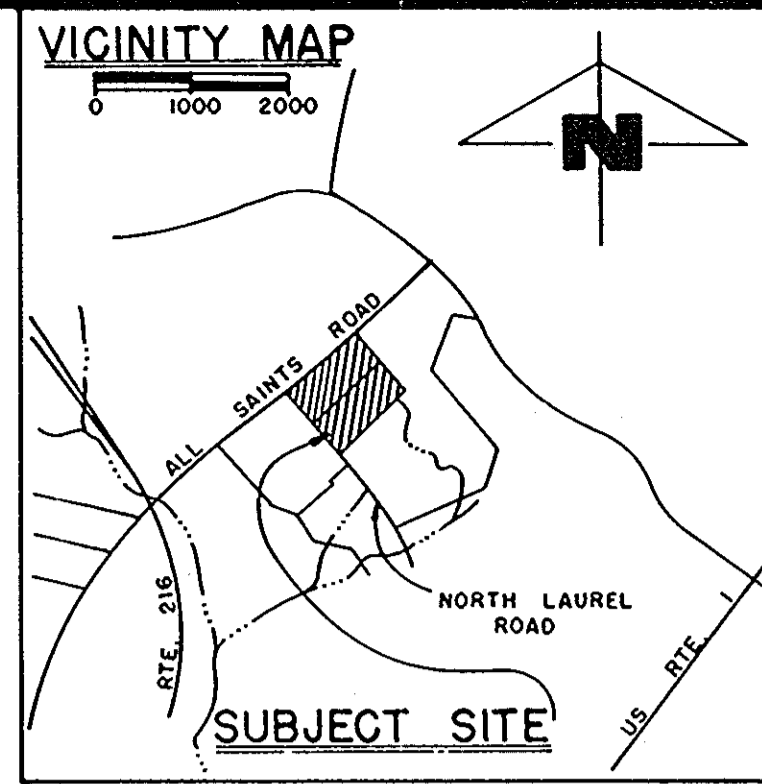 VICINITY MAP
0 1000 2000
N
ALL SAINTS ROAD
NORTH LAUREL
ROAD
RTE. 216
US RTE. 1
SUBJECT SITE